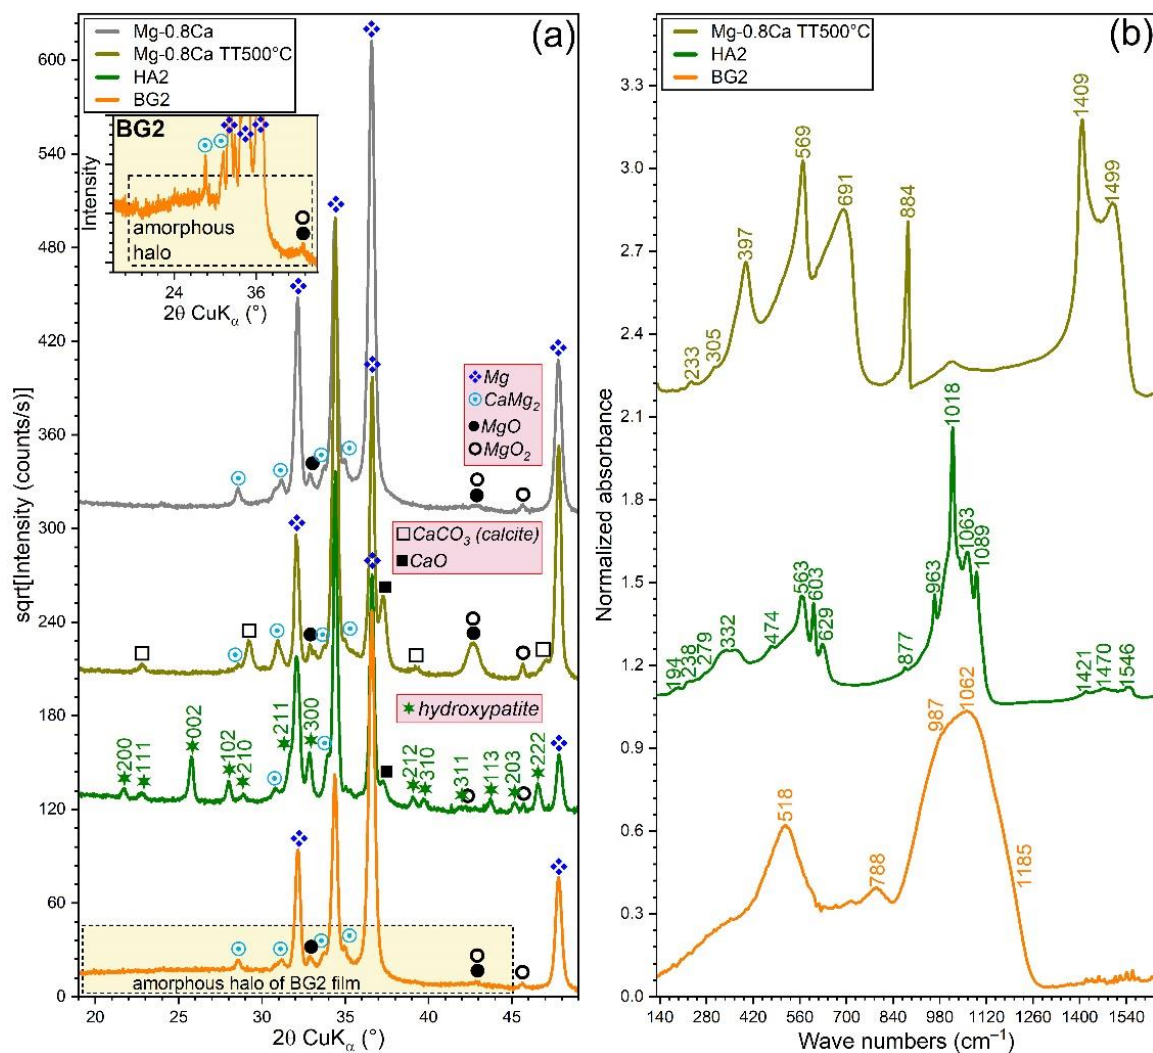 (a)
Mg-0.8Ca
Mg-0.8Ca TT500°C
HA2
BG2
600
540
480
420
360
300
240
180
120
60
0
sqrt[Intensity (counts/s)]
BG2
Intensity
amorphous
halo
24 36
2θ CuKα (°)
Mg
CaMg2
MgO
MgO2
CaCO3 (calcite)
CaO
hydroxypatite
200
111
002
2102
210
211
300
212
310
311
113
203
222
amorphous halo of BG2 film
20 25 30 35 40 45
2θ CuKα (°)
(b)
Mg-0.8Ca TT500°C
HA2
BG2
3.3
3.0
2.7
2.4
2.1
1.8
1.5
1.2
0.9
0.6
0.3
0.0
Normalized absorbance
233
305
397
569
691
884
1409
1499
194
238
279
332
474
563
603
629
877
963
1018
1063
1089
1421
1470
1546
518
788
987
1062
1185
140 280 420 560 700 840 980 1120 1260 1400 1540
Wave numbers (cm⁻¹)